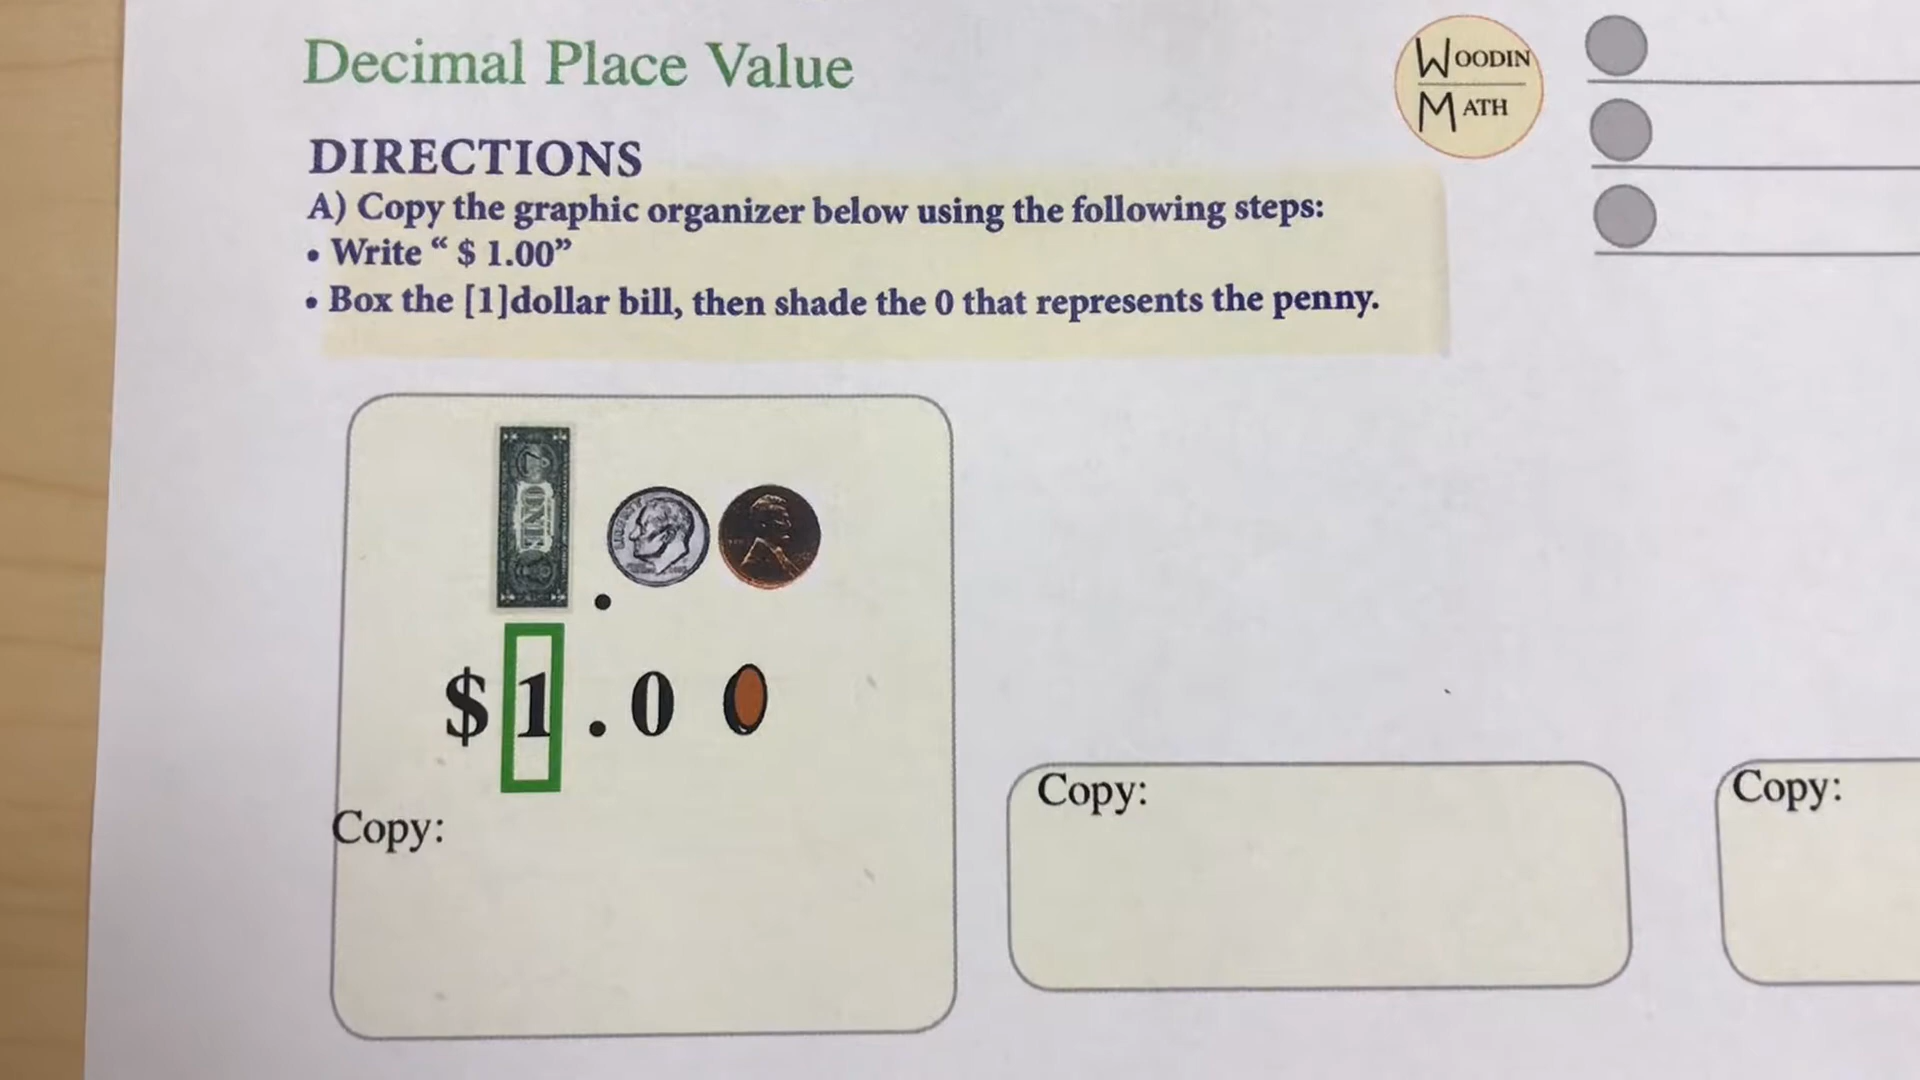 Decimal Place Value
WOODIN
MATH
DIRECTIONS
A) Copy the graphic organizer below using the following steps:
• Write “ $ 1.00”
• Box the [1]dollar bill, then shade the 0 that represents the penny.
ONE
LIBERTY
$ 1 . 0 0
Copy:
Copy:
Copy: